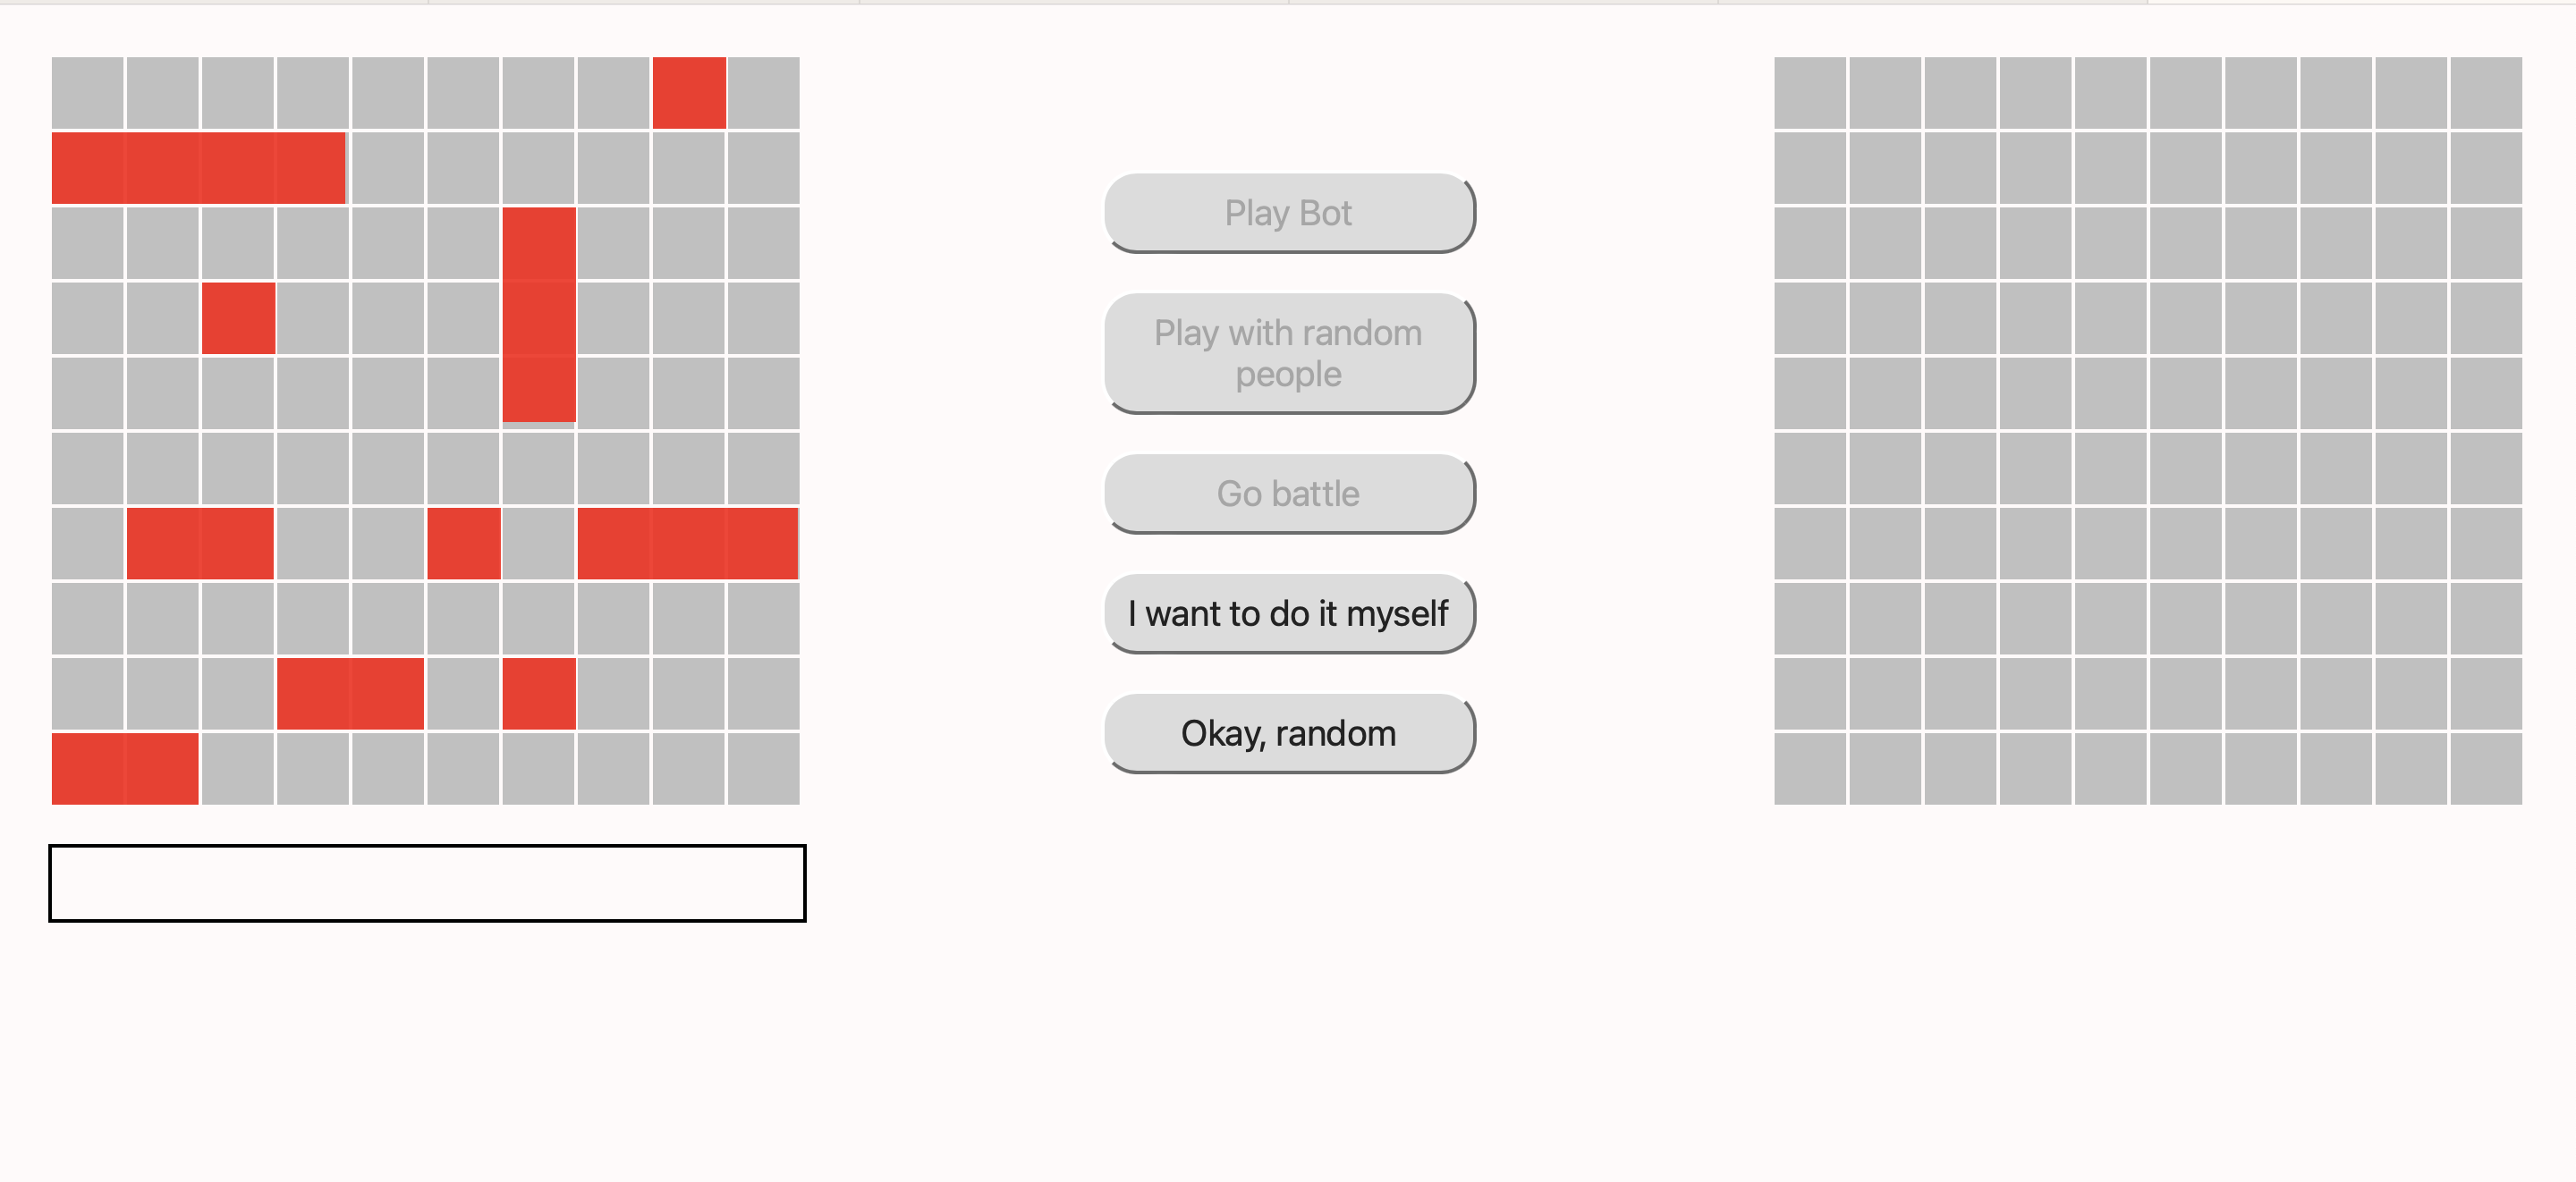 Play Bot
Play with random
people
Go battle
I want to do it myself
Okay, random